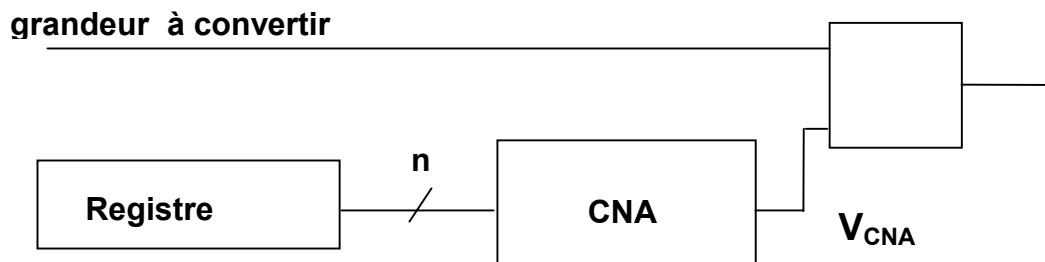 grandeur à convertir
n
Registre
CNA
VCNA